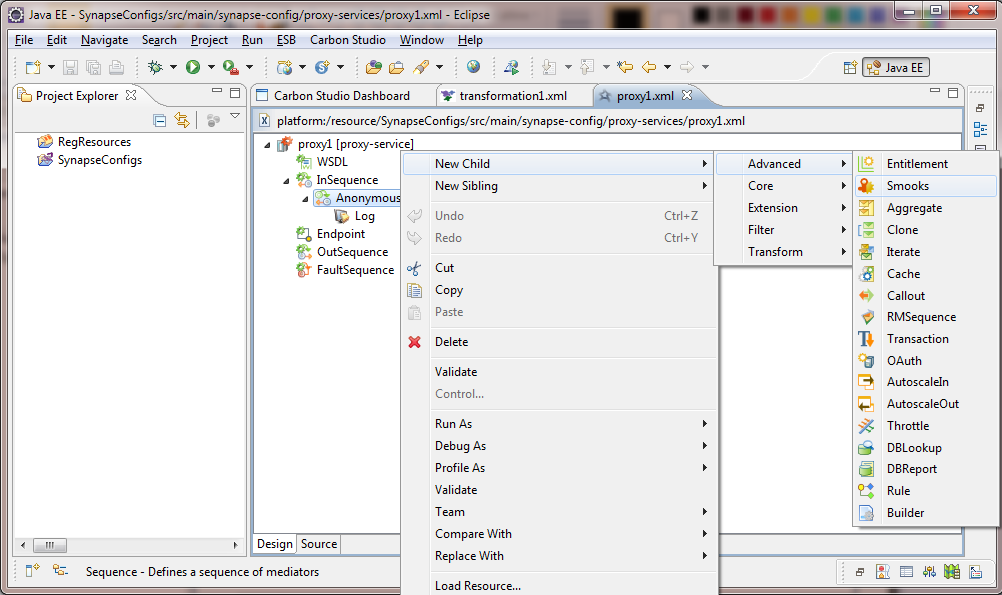 Java EE - SynapseConfigs/src/main/synapse-config/proxy-services/proxy1.xml - Eclipse
File Edit Navigate Search Project Run ESB Carbon Studio Window Help
Java EE
Project Explorer
Carbon Studio Dashboard
transformation1.xml
proxy1.xml
platform:/resource/SynapseConfigs/src/main/synapse-config/proxy-services/proxy1.xml
RegResources
SynapseConfigs
proxy1 [proxy-service]
WSDL
InSequence
Anonymous
Log
Endpoint
OutSequence
FaultSequence
New Child
New Sibling
Undo Ctrl+Z
Redo Ctrl+Y
Cut
Copy
Paste
Delete
Validate
Control...
Run As
Debug As
Profile As
Validate
Team
Compare With
Replace With
Load Resource...
Advanced
Core
Extension
Filter
Transform
Entitlement
Smooks
Aggregate
Clone
Iterate
Cache
Callout
RMSequence
Transaction
OAuth
AutoscaleIn
AutoscaleOut
Throttle
DBLookup
DBReport
Rule
Builder
Design Source
Sequence - Defines a sequence of mediators